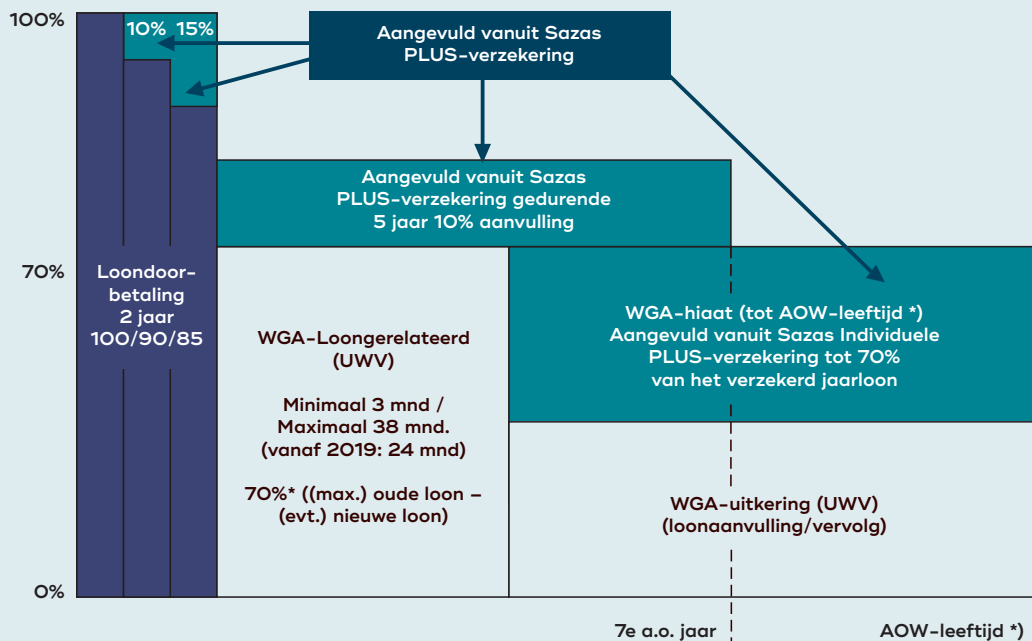 100%
10%
15%
Aangevuld vanuit Sazas
PLUS-verzekering
Aangevuld vanuit Sazas
PLUS-verzekering gedurende
5 jaar 10% aanvulling
70%
Loondoor-
betaling
2 jaar
100/90/85
WGA-Loongerelateerd
(UWV)
Minimaal 3 mnd /
Maximaal 38 mnd.
(vanaf 2019: 24 mnd)
70%* ((max.) oude loon –
(evt.) nieuwe loon)
WGA-hiaat (tot AOW-leeftijd *)
Aangevuld vanuit Sazas Individuele
PLUS-verzekering tot 70%
van het verzekerd jaarloon
WGA-uitkering (UWV)
(loonaanvulling/vervolg)
0%
7e a.o. jaar
AOW-leeftijd *)